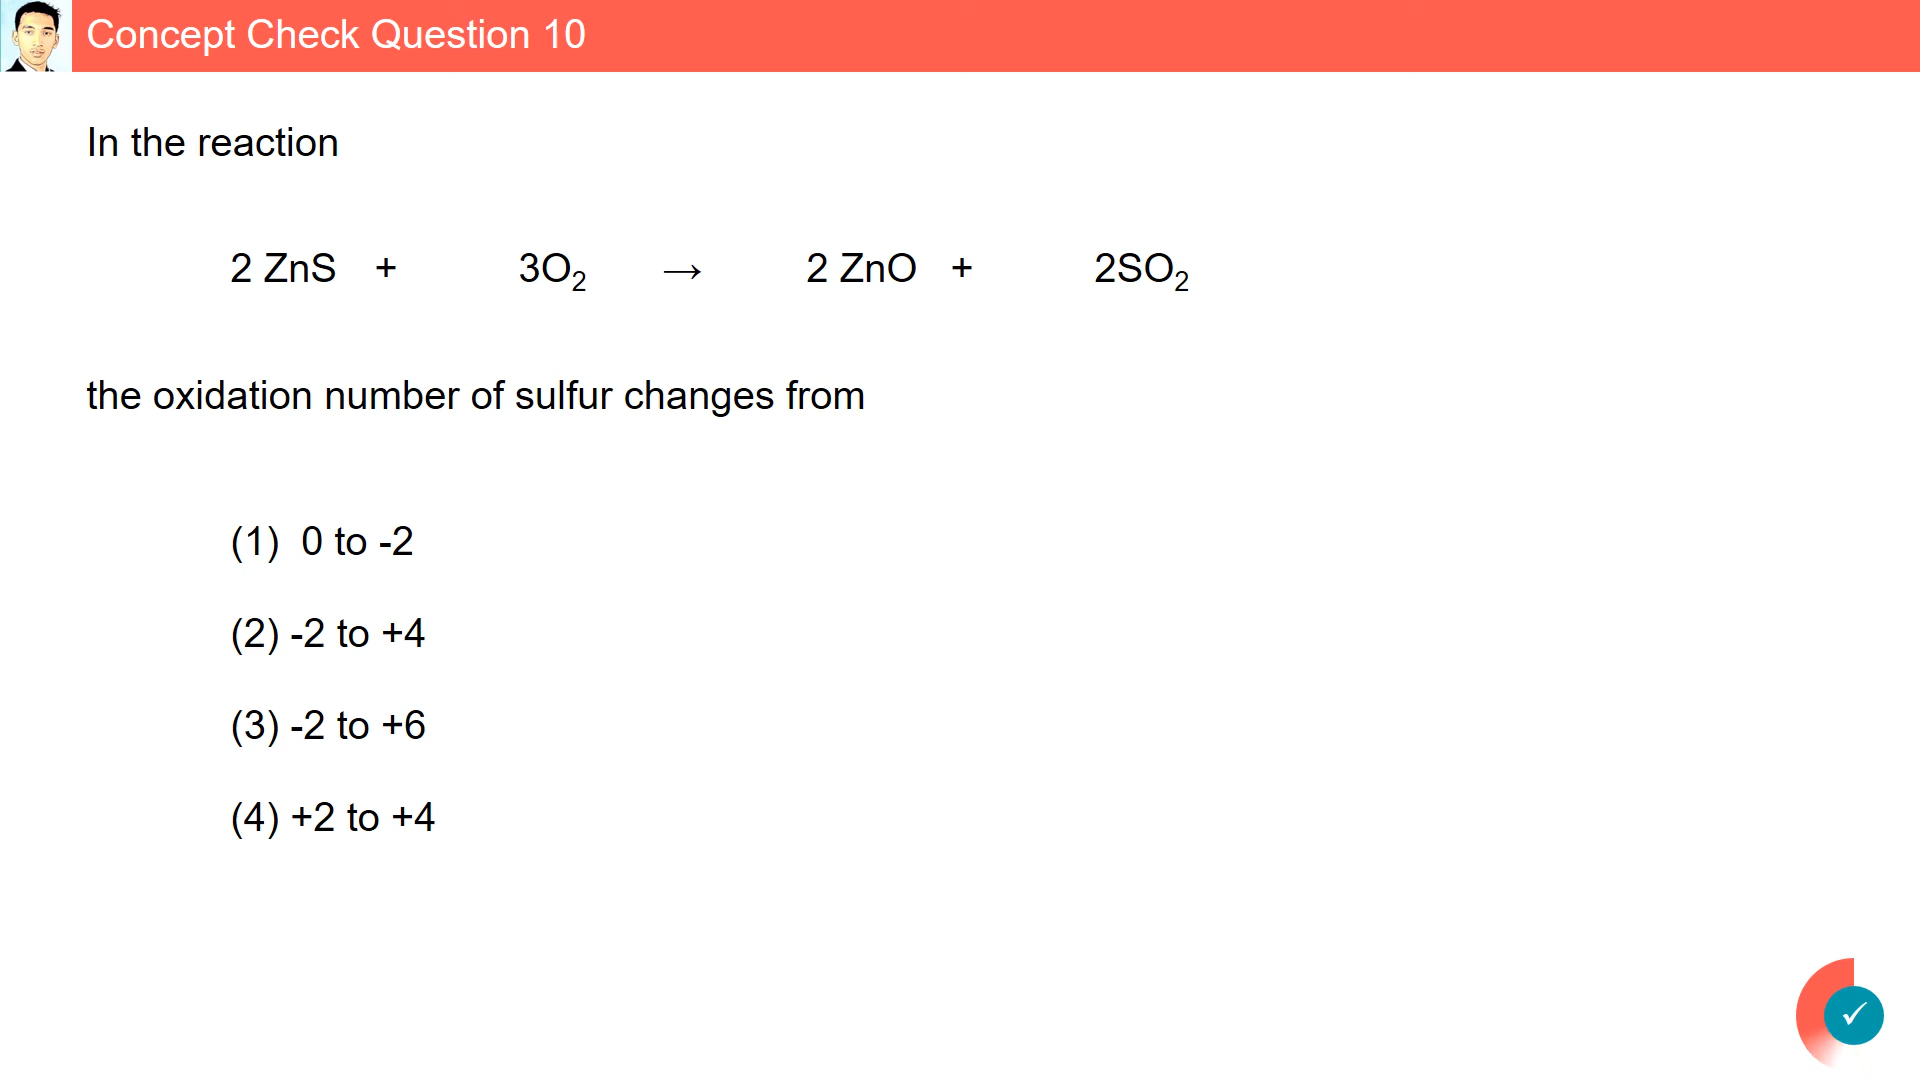 Concept Check Question 10
In the reaction
2 ZnS + 3O₂ → 2 ZnO + 2SO₂
the oxidation number of sulfur changes from
(1) 0 to -2
(2) -2 to +4
(3) -2 to +6
(4) +2 to +4